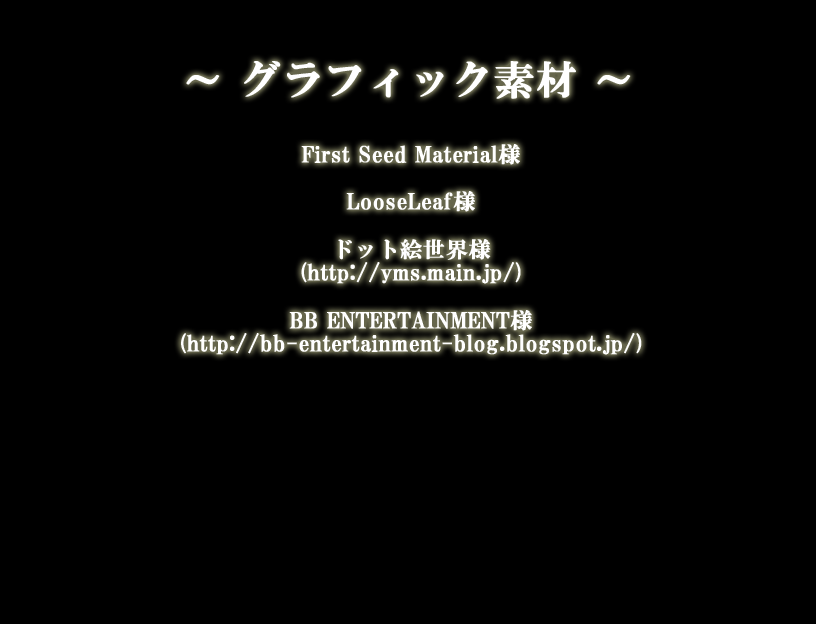 ～ グラフィック素材 ～
First Seed Material様
LooseLeaf様
ドット絵世界様
(http://yms.main.jp/)
BB ENTERTAINMENT様
(http://bb-entertainment-blog.blogspot.jp/)